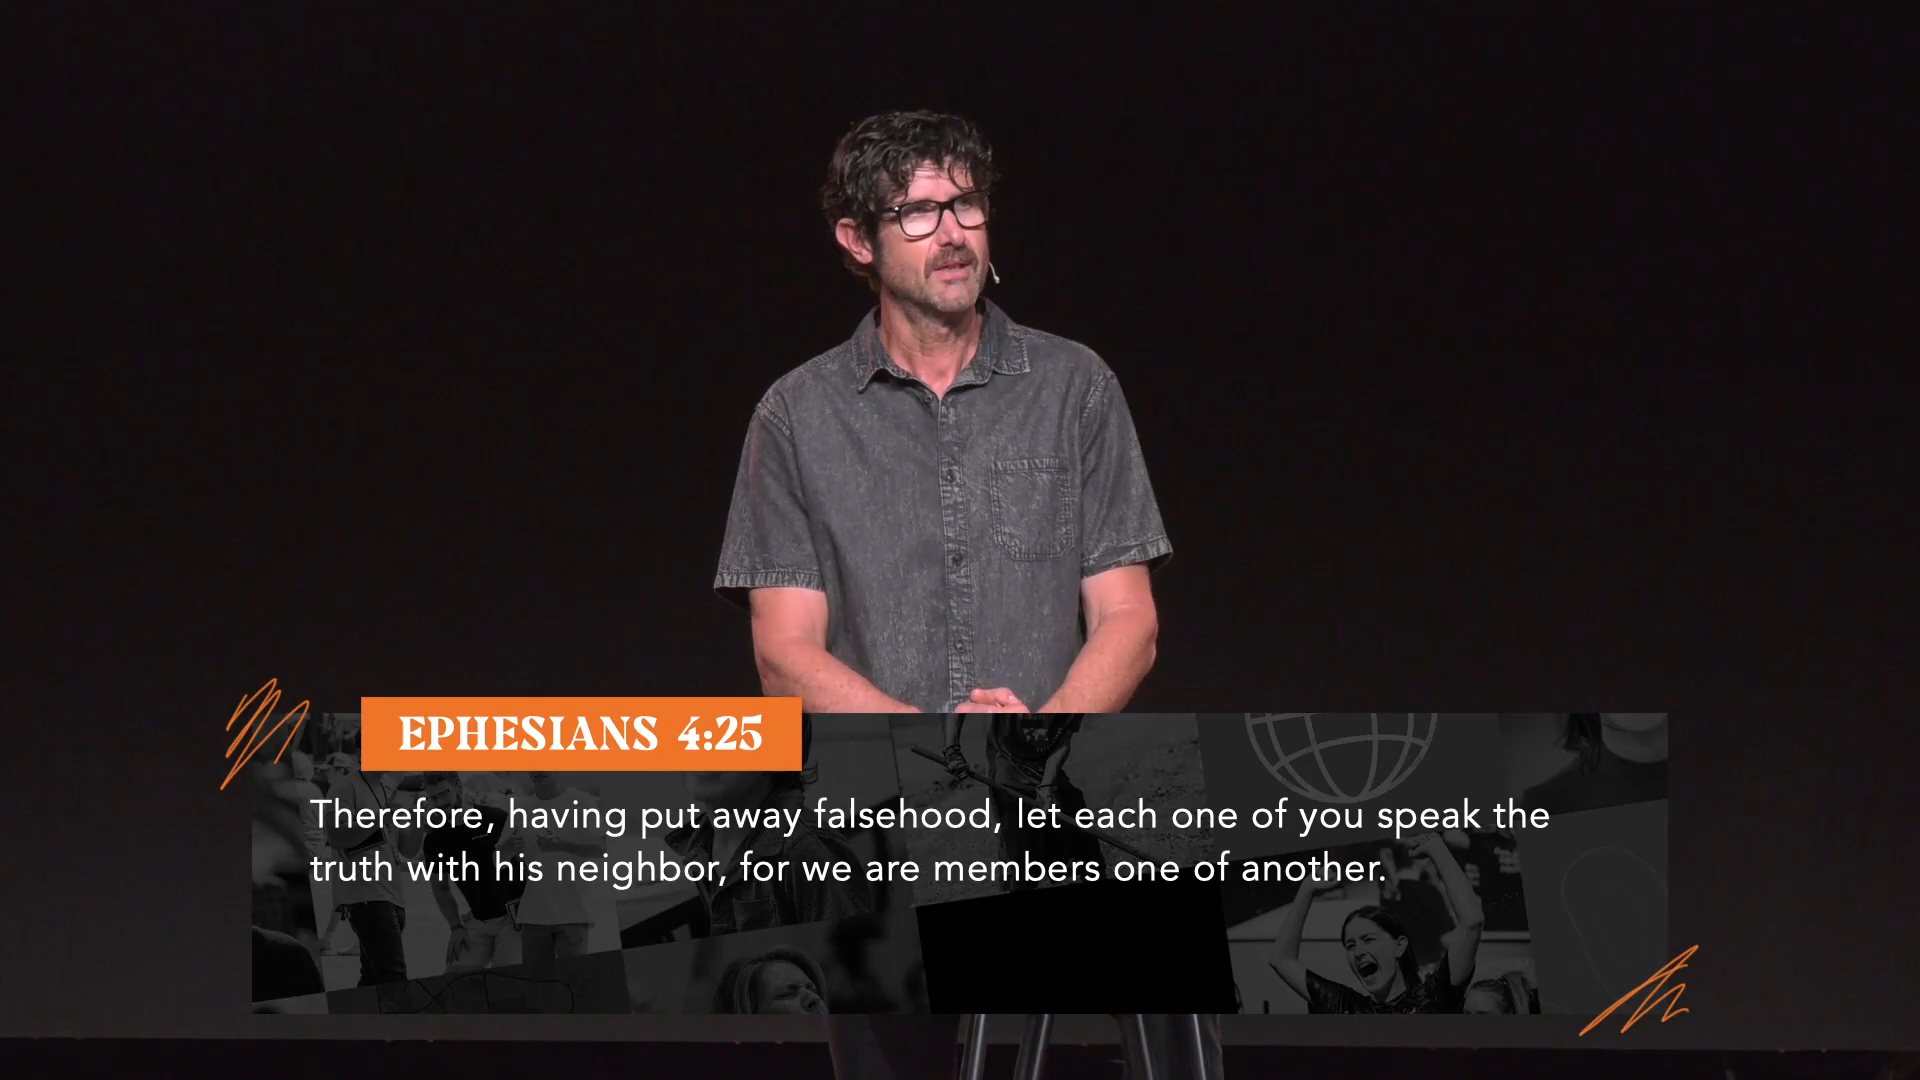 EPHESIANS 4:25
Therefore, having put away falsehood, let each one of you speak the
truth with his neighbor, for we are members one of another.